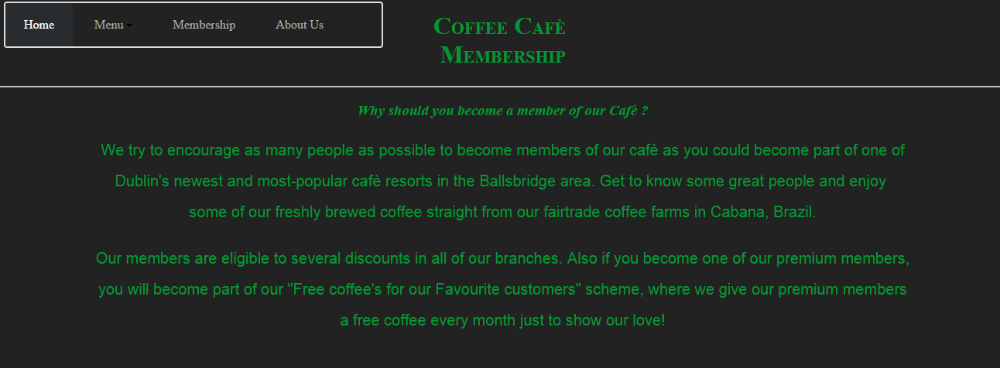 Home Menu Membership About Us
Coffee Cafè
Membership
Why should you become a member of our Cafè ?
We try to encourage as many people as possible to become members of our cafè as you could become part of one of
Dublin's newest and most-popular cafè resorts in the Ballsbridge area. Get to know some great people and enjoy
some of our freshly brewed coffee straight from our fairtrade coffee farms in Cabana, Brazil.
Our members are eligible to several discounts in all of our branches. Also if you become one of our premium members,
you will become part of our "Free coffee's for our Favourite customers" scheme, where we give our premium members
a free coffee every month just to show our love!